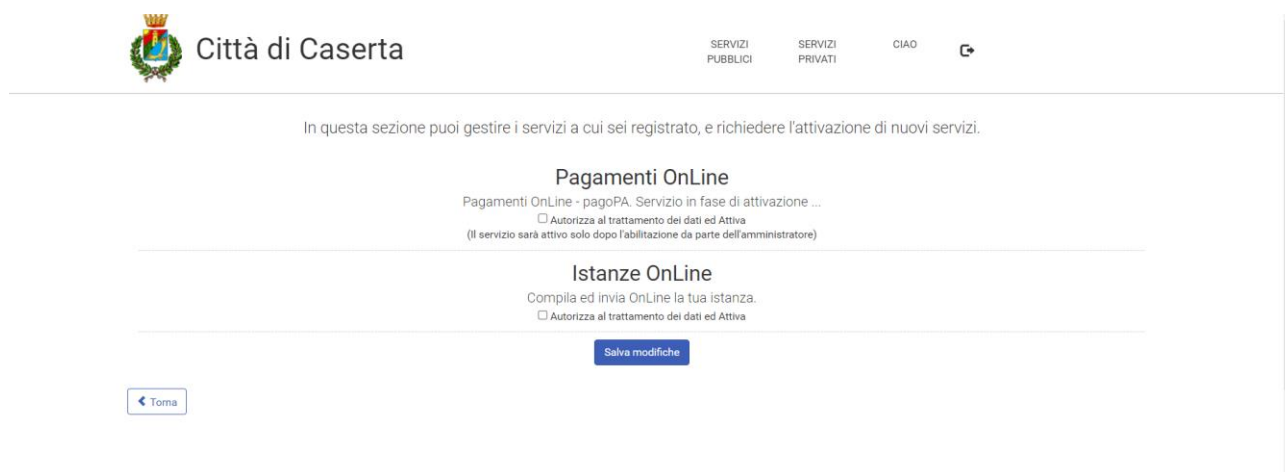 Città di Caserta
SERVIZI PUBBLICI
SERVIZI PRIVATI
CIAO
In questa sezione puoi gestire i servizi a cui sei registrato, e richiedere l'attivazione di nuovi servizi.
Pagamenti OnLine
Pagamenti OnLine - pagoPA. Servizio in fase di attivazione ...
Autorizza al trattamento dei dati ed Attiva
(Il servizio sarà attivo solo dopo l'abilitazione da parte dell'amministratore)
Istanze OnLine
Compila ed invia OnLine la tua istanza.
Autorizza al trattamento dei dati ed Attiva
Salva modifiche
Torna